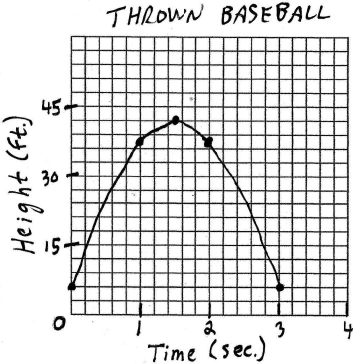 THROWN BASEBALL
Height (ft.)
45
30
15
0
1
2
3
4
Time (sec.)